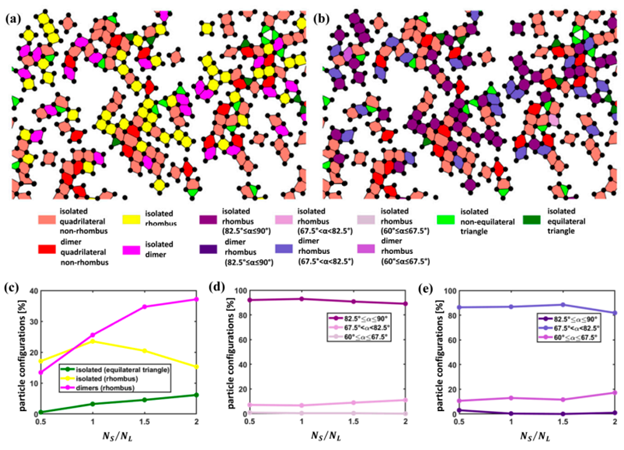 (a)
(b)
isolated quadrilateral non-rhombus
isolated rhombus
isolated rhombus (82.5°≤α≤90°)
isolated rhombus (67.5°<α<82.5°)
isolated rhombus (60°≤α≤67.5°)
isolated non-equilateral triangle
isolated equilateral triangle
dimer quadrilateral non-rhombus
isolated dimer
dimer rhombus (82.5°≤α≤90°)
dimer rhombus (67.5°<α<82.5°)
dimer rhombus (60°≤α≤67.5°)
(c)
particle configurations [%]
40
30
20
10
0
isolated (equilateral triangle)
isolated (rhombus)
dimers (rhombus)
0.5 1 1.5 2
N_S/N_L
(d)
particle configurations [%]
100
80
60
40
20
0
82.5°≤α≤90°
67.5°<α<82.5°
60°≤α≤67.5°
0.5 1 1.5 2
N_S/N_L
(e)
particle configurations [%]
100
80
60
40
20
0
82.5°≤α≤90°
67.5°<α<82.5°
60°≤α≤67.5°
0.5 1 1.5 2
N_S/N_L